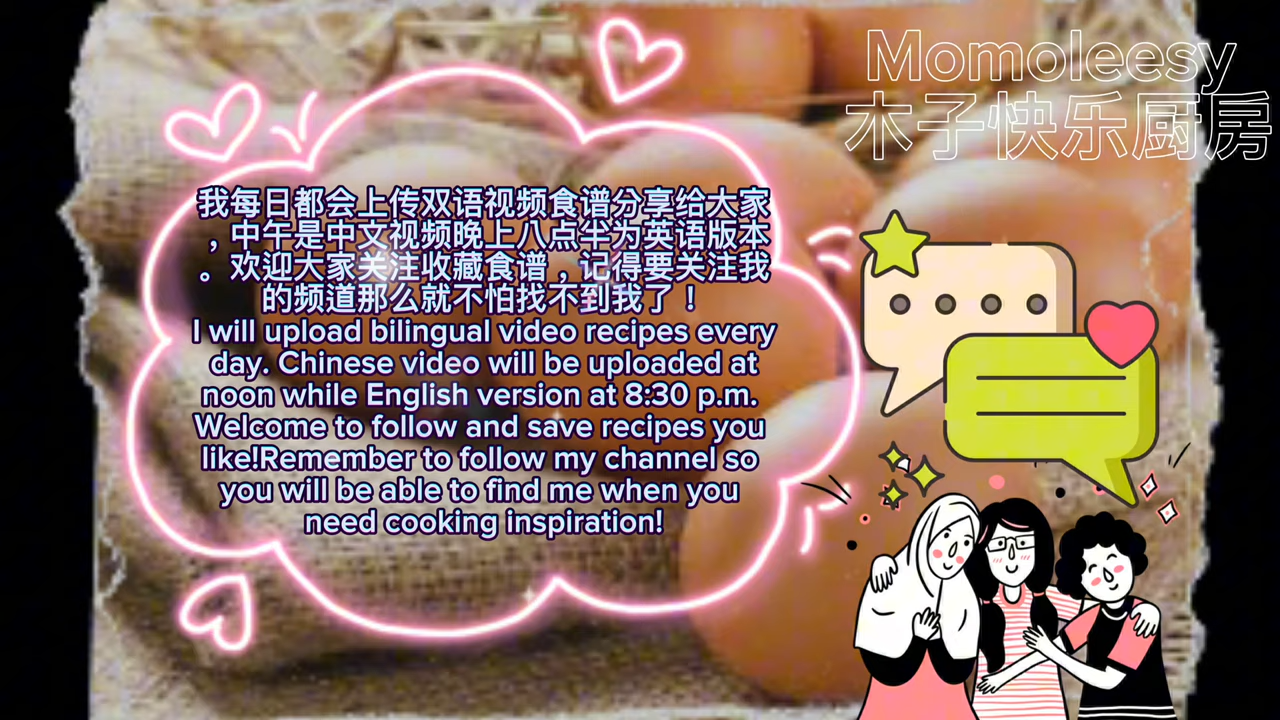 Momoleesy
木子快乐厨房
我每日都会上传双语视频食谱分享给大家
，中午是中文视频晚上八点半为英语版本
。欢迎大家关注收藏食谱，记得要关注我
的频道那么就不怕找不到我了！
I will upload bilingual video recipes every
day. Chinese video will be uploaded at
noon while English version at 8:30 p.m.
Welcome to follow and save recipes you
like!Remember to follow my channel so
you will be able to find me when you
need cooking inspiration!